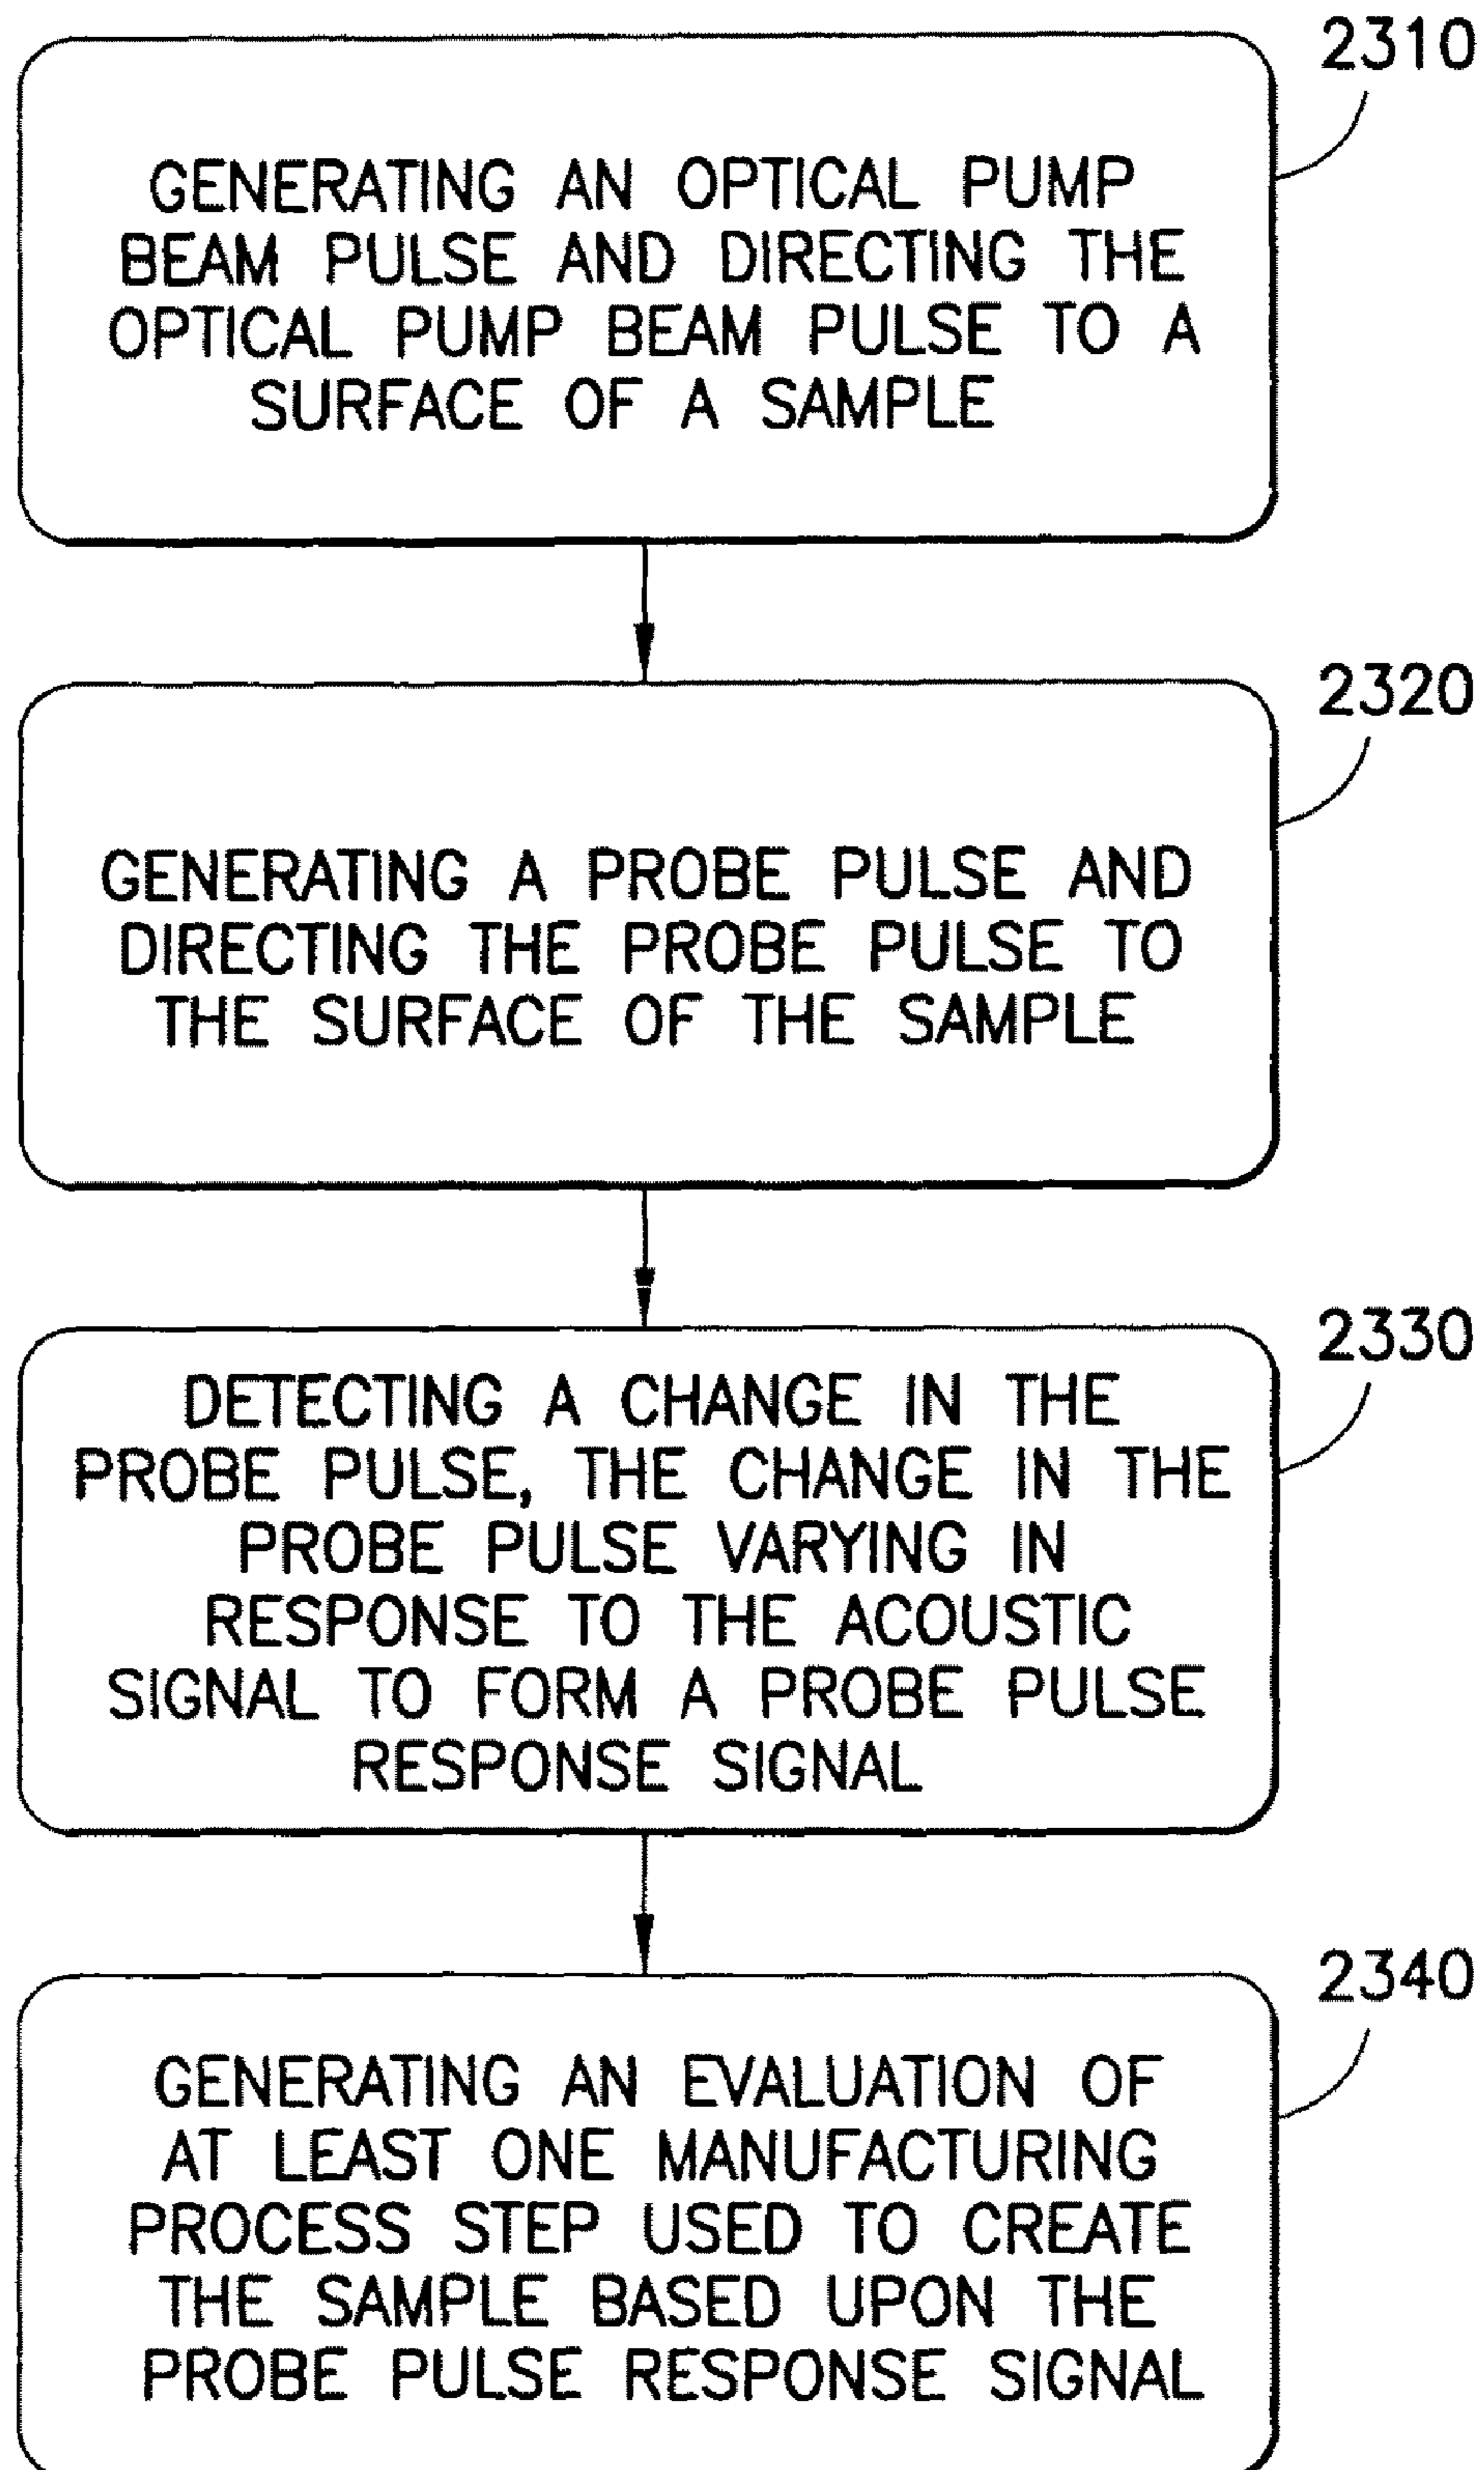 2310
GENERATING AN OPTICAL PUMP
BEAM PULSE AND DIRECTING THE
OPTICAL PUMP BEAM PULSE TO A
SURFACE OF A SAMPLE
2320
GENERATING A PROBE PULSE AND
DIRECTING THE PROBE PULSE TO
THE SURFACE OF THE SAMPLE
2330
DETECTING A CHANGE IN THE
PROBE PULSE, THE CHANGE IN THE
PROBE PULSE VARYING IN
RESPONSE TO THE ACOUSTIC
SIGNAL TO FORM A PROBE PULSE
RESPONSE SIGNAL
2340
GENERATING AN EVALUATION OF
AT LEAST ONE MANUFACTURING
PROCESS STEP USED TO CREATE
THE SAMPLE BASED UPON THE
PROBE PULSE RESPONSE SIGNAL